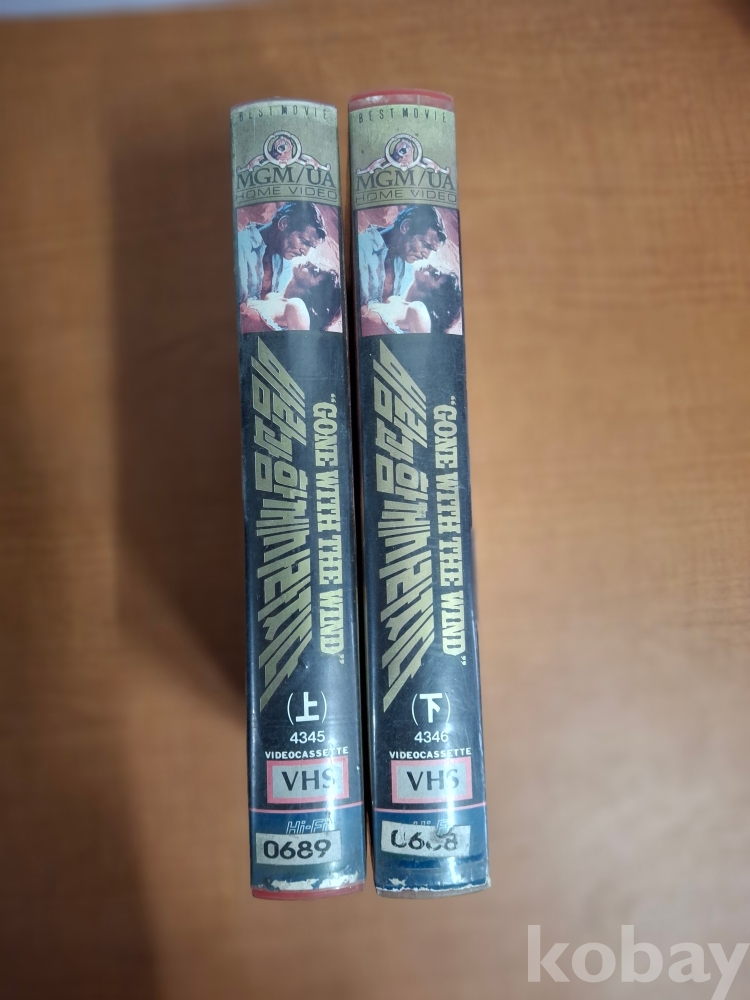 BEST MOVIE
MGM/UA
HOME VIDEO
바람과함께사라지다
"GONE WITH THE WIND"
(上)
4345
VIDEOCASSETTE
VHS
Hi-Fi
0689
BEST MOVIE
MGM/UA
HOME VIDEO
바람과함께사라지다
"GONE WITH THE WIND"
(下)
4346
VIDEOCASSETTE
VHS
kobay